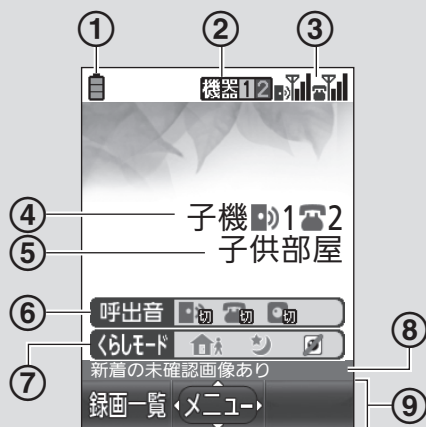 ① ② ③
機器 1 2
④ 子機 1 2
⑤ 子供部屋
⑥ 呼出音 切 切 切
⑦ くらしモード
⑧ 新着の未確認画像あり
⑨ 録画一覧 メニュー